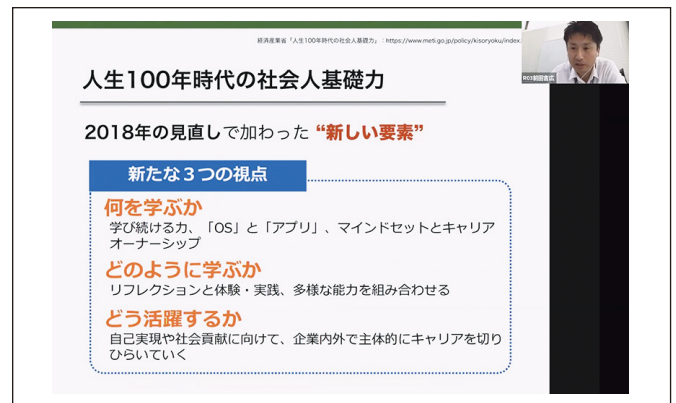 経済産業省「人生100年時代の社会人基礎力」：https://www.meti.go.jp/policy/kisoryoku/index.
人生100年時代の社会人基礎力
2018年の見直しで加わった “新しい要素”
新たな３つの視点
何を学ぶか
学び続ける力、「OS」と「アプリ」、マインドセットとキャリア
オーナーシップ
どのように学ぶか
リフレクションと体験・実践、多様な能力を組み合わせる
どう活躍するか
自己実現や社会貢献に向けて、企業内外で主体的にキャリアを切り
ひらいていく